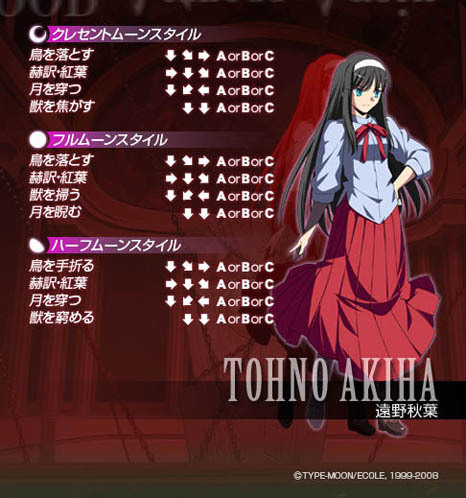 クレセントムーンスタイル
鳥を落とす ⬇⬊➡ AorBorC
赫訳・紅葉 ➡⬇⬊ AorBorC
月を穿つ ⬇⬋⬅ AorBorC
獣を焦がす ⬇⬇ AorBorC
フルムーンスタイル
鳥を落とす ⬇⬊➡ AorBorC
赫訳・紅葉 ➡⬇⬊ AorBorC
獣を掃う ⬇⬋⬅ AorBorC
月を睨む ⬇⬇ AorBorC
ハーフムーンスタイル
鳥を手折る ⬇⬊➡ AorBorC
赫訳・紅葉 ➡⬇⬊ AorBorC
月を穿つ ⬇⬋⬅ AorBorC
獣を窮める ⬇⬇ AorBorC
TOHNO AKIHA
遠野秋葉
©TYPE-MOON/ECOLE, 1999-2008